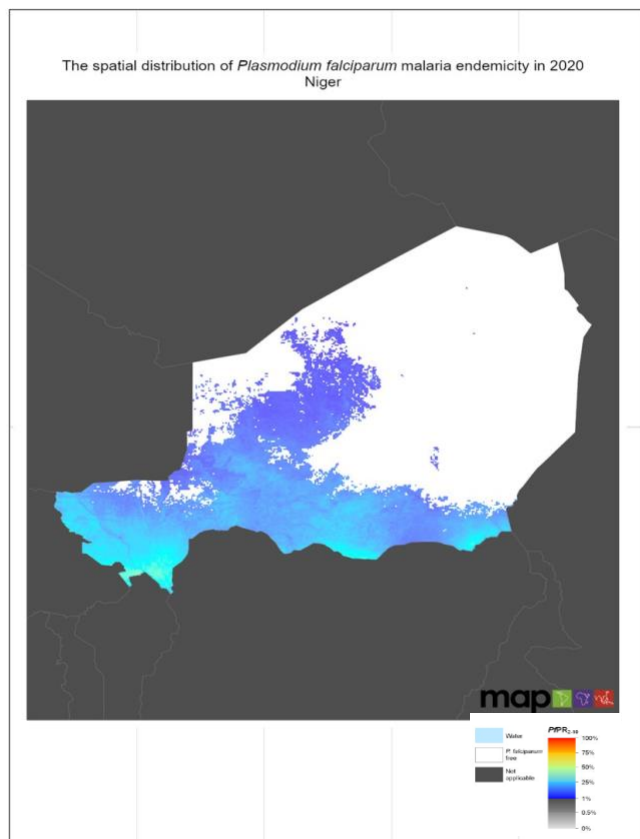 The spatial distribution of Plasmodium falciparum malaria endemicity in 2020
Niger
map
Water
P. falciparum
free
Not
applicable
PfPR₂₋₁₀
100%
75%
50%
25%
1%
0.5%
0%